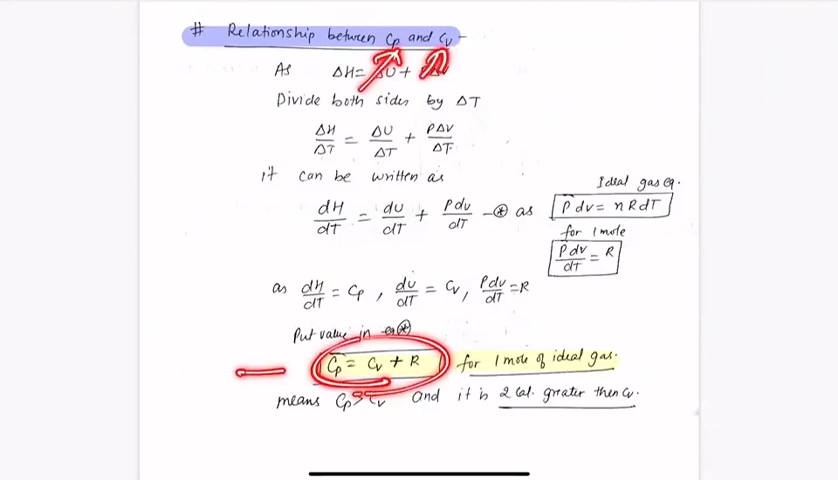 # Relationship between Cp and Cv -
As ΔH = ΔU +
Divide both sides by ΔT
ΔH/ΔT = ΔU/ΔT + PΔV/ΔT
it can be written as
dH/dT = du/dT + Pdv/dT -⊛ as
Ideal gas eq.
Pdv = nRdT
for 1 mole
Pdv/dT = R
as dH/dT = Cp, du/dT = Cv, Pdv/dT = R
Put value in eq ⊛
Cp = Cv + R for 1 mole of ideal gas.
means Cp > Cv and it is 2 Cal. greater then Cv.